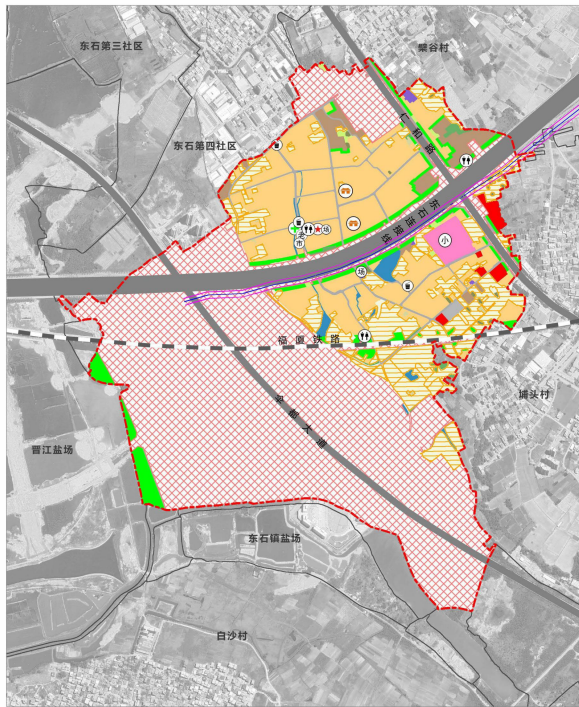 东石第三社区
檗谷村
东石第四社区
仁和路
东石连接线
场
老
市
小
场
福厦铁路
埔头村
晋江盐场
东石镇盐场
白沙村